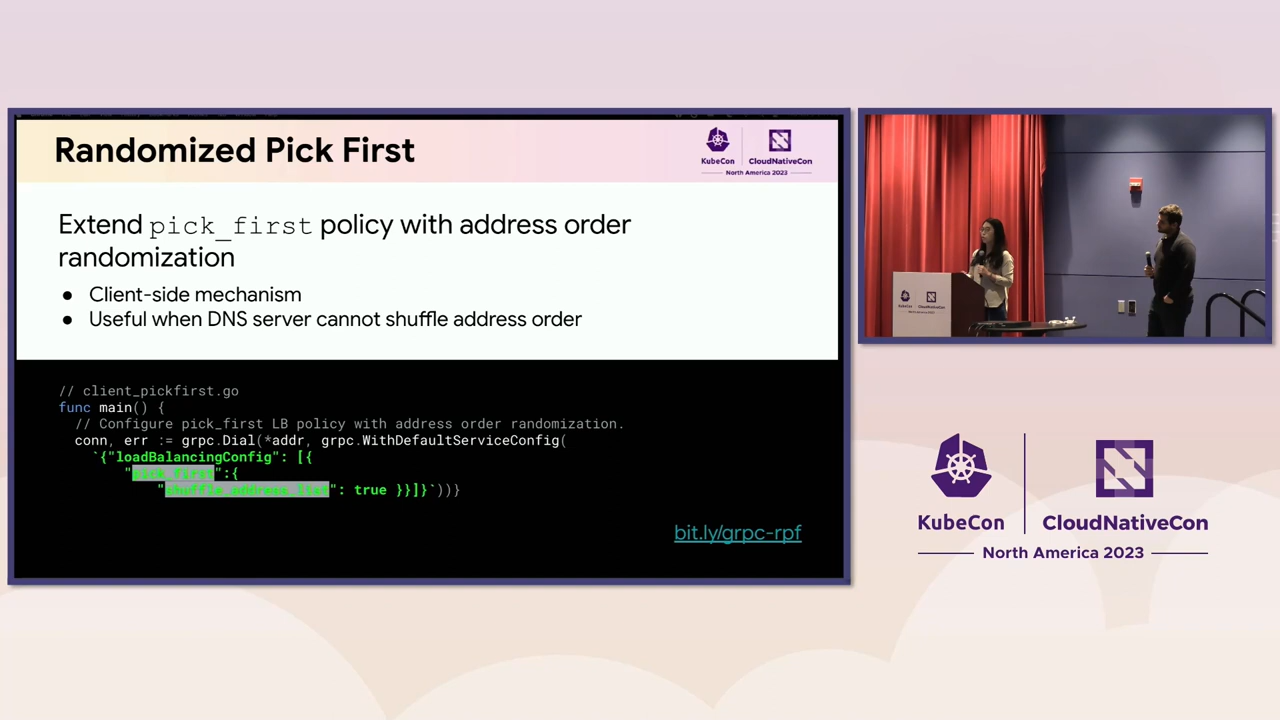 Randomized Pick First
KubeCon
CloudNativeCon
North America 2023
Extend pick_first policy with address order
randomization
● Client-side mechanism
● Useful when DNS server cannot shuffle address order
// client_pickfirst.go
func main() {
// Configure pick_first LB policy with address order randomization.
conn, err := grpc.Dial(*addr, grpc.WithDefaultServiceConfig(
`{"loadBalancingConfig": [{
"pick_first":{
"shuffle_address_list": true }}]}`))}
bit.ly/grpc-rpf
KubeCon
CloudNativeCon
North America 2023